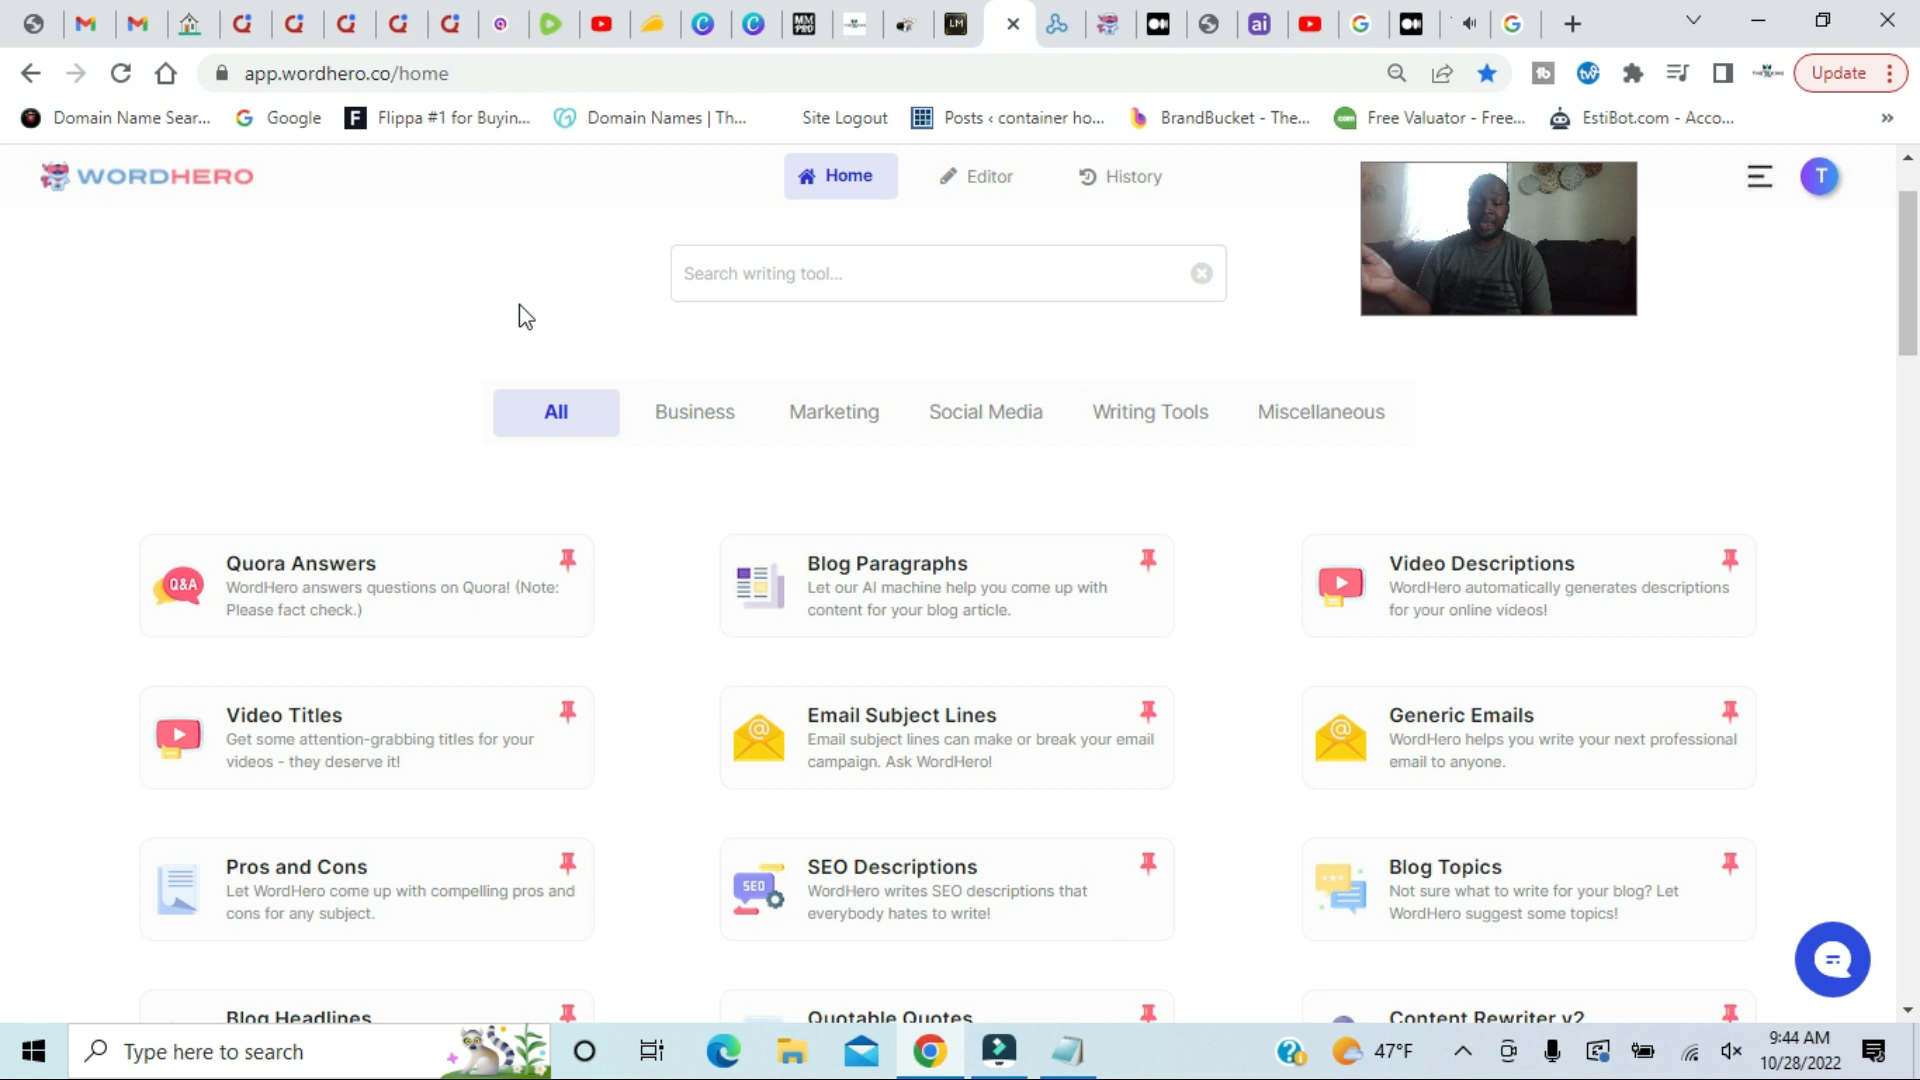 app.wordhero.co/home
Update
Domain Name Sear...
Google
Flippa #1 for Buyin...
Domain Names | Th...
Site Logout
Posts ‹ container ho...
BrandBucket - The...
Free Valuator - Free...
EstiBot.com - Acco...
»
WORDHERO
Home
Editor
History
T
Search writing tool...
All
Business
Marketing
Social Media
Writing Tools
Miscellaneous
Q&A
Quora Answers
WordHero answers questions on Quora! (Note:
Please fact check.)
Blog Paragraphs
Let our AI machine help you come up with
content for your blog article.
Video Descriptions
WordHero automatically generates descriptions
for your online videos!
Video Titles
Get some attention-grabbing titles for your
videos - they deserve it!
Email Subject Lines
Email subject lines can make or break your email
campaign. Ask WordHero!
Generic Emails
WordHero helps you write your next professional
email to anyone.
Pros and Cons
Let WordHero come up with compelling pros and
cons for any subject.
SEO
SEO Descriptions
WordHero writes SEO descriptions that
everybody hates to write!
Blog Topics
Not sure what to write for your blog? Let
WordHero suggest some topics!
Blog Headlines
Quotable Quotes
Content Rewriter v2
Type here to search
47°F
9:44 AM
10/28/2022